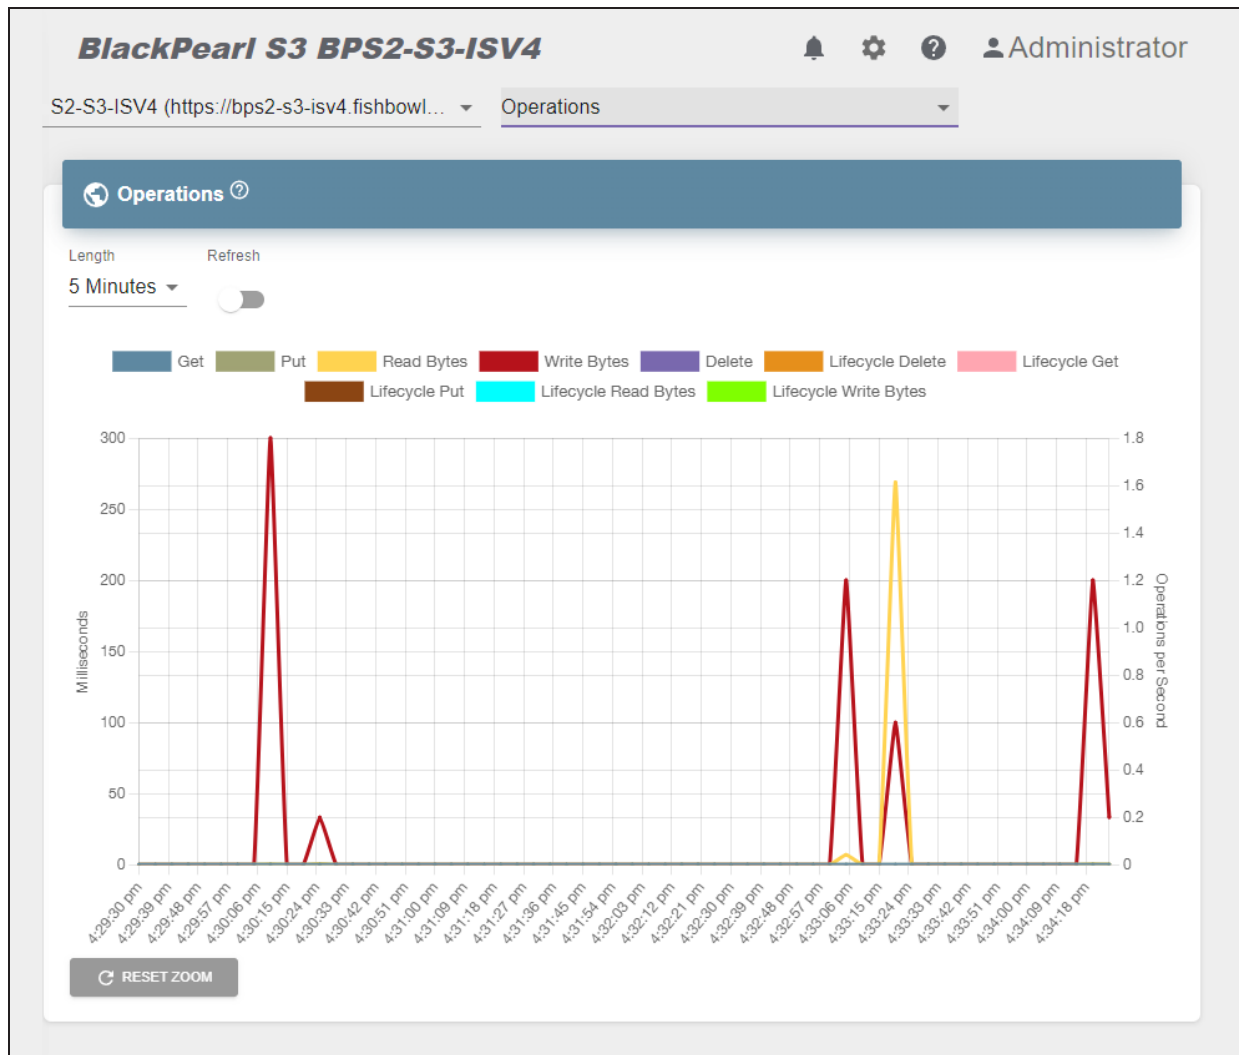 BlackPearl S3 BPS2-S3-ISV4
Administrator
S2-S3-ISV4 (https://bps2-s3-isv4.fishbowl...
Operations
Operations
Length
Refresh
5 Minutes
Get Put Read Bytes Write Bytes Delete Lifecycle Delete Lifecycle Get
Lifecycle Put Lifecycle Read Bytes Lifecycle Write Bytes
Milliseconds
300
250
200
150
100
50
0
1.8
1.6
1.4
1.2
1.0
0.8
0.6
0.4
0.2
0
Operations per Second
4:29:30 pm
4:29:39 pm
4:29:48 pm
4:29:57 pm
4:30:06 pm
4:30:15 pm
4:30:24 pm
4:30:33 pm
4:30:42 pm
4:30:51 pm
4:31:00 pm
4:31:09 pm
4:31:18 pm
4:31:27 pm
4:31:36 pm
4:31:45 pm
4:31:54 pm
4:32:03 pm
4:32:12 pm
4:32:21 pm
4:32:30 pm
4:32:39 pm
4:32:48 pm
4:32:57 pm
4:33:06 pm
4:33:15 pm
4:33:24 pm
4:33:33 pm
4:33:42 pm
4:33:51 pm
4:34:00 pm
4:34:09 pm
4:34:18 pm
RESET ZOOM